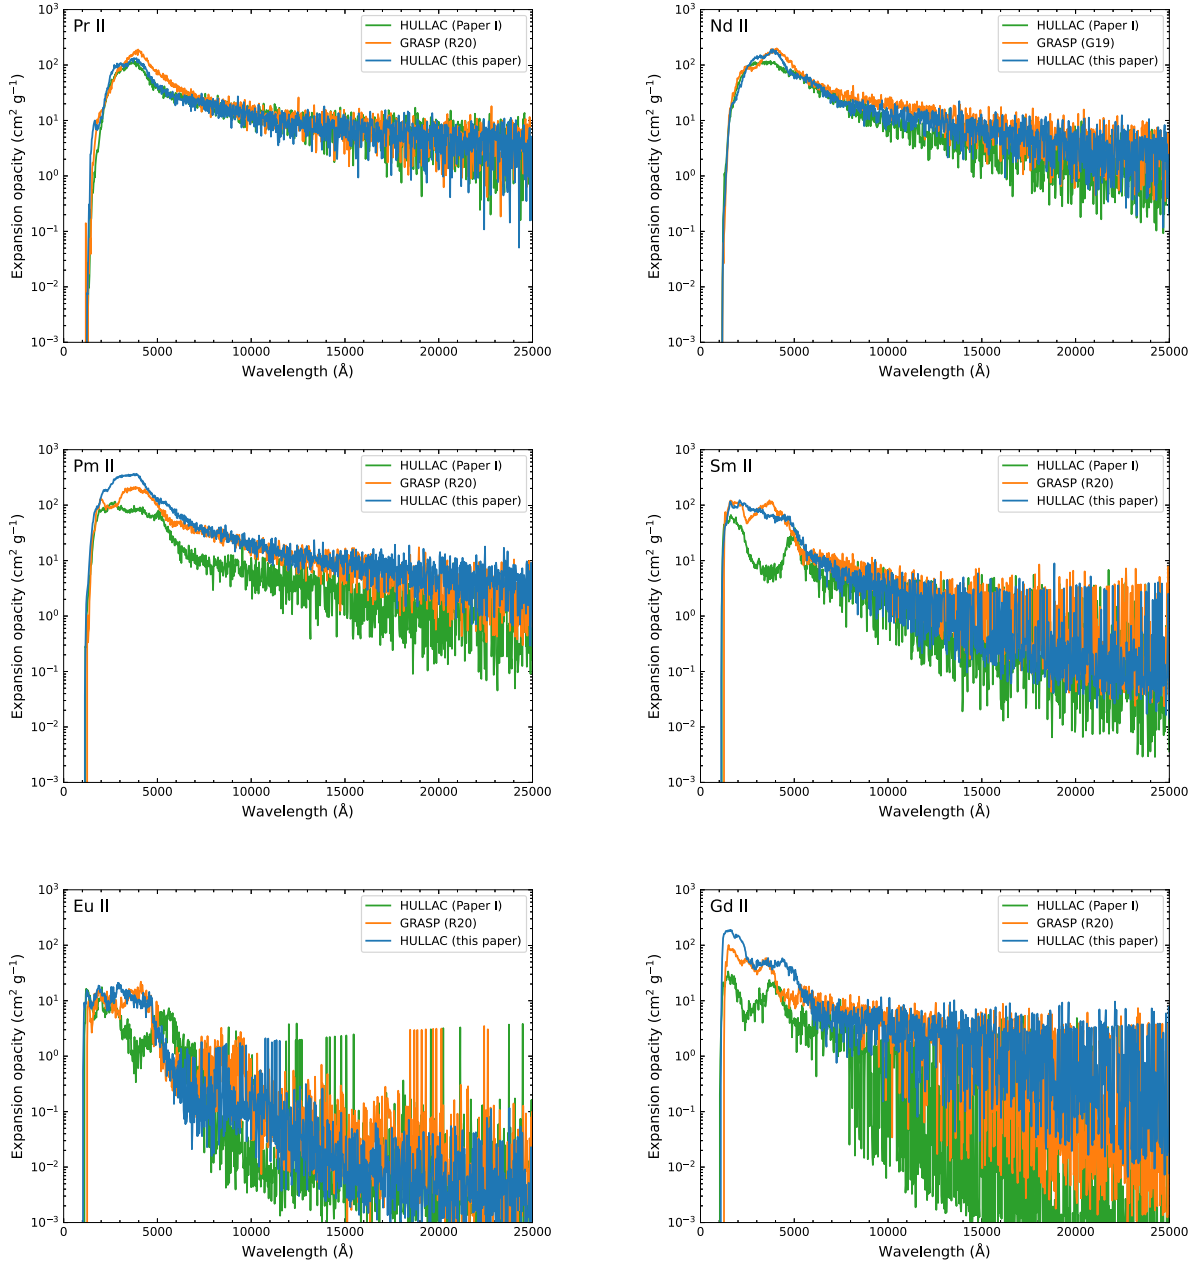 Pr II
HULLAC (Paper I)
GRASP (R20)
HULLAC (this paper)
Expansion opacity (cm² g⁻¹)
10³
10²
10¹
10⁰
10⁻¹
10⁻²
10⁻³
0 5000 10000 15000 20000 25000
Wavelength (Å)
Nd II
HULLAC (Paper I)
GRASP (G19)
HULLAC (this paper)
Expansion opacity (cm² g⁻¹)
10³
10²
10¹
10⁰
10⁻¹
10⁻²
10⁻³
0 5000 10000 15000 20000 25000
Wavelength (Å)
Pm II
HULLAC (Paper I)
GRASP (R20)
HULLAC (this paper)
Expansion opacity (cm² g⁻¹)
10³
10²
10¹
10⁰
10⁻¹
10⁻²
10⁻³
0 5000 10000 15000 20000 25000
Wavelength (Å)
Sm II
HULLAC (Paper I)
GRASP (R20)
HULLAC (this paper)
Expansion opacity (cm² g⁻¹)
10³
10²
10¹
10⁰
10⁻¹
10⁻²
10⁻³
0 5000 10000 15000 20000 25000
Wavelength (Å)
Eu II
HULLAC (Paper I)
GRASP (R20)
HULLAC (this paper)
Expansion opacity (cm² g⁻¹)
10³
10²
10¹
10⁰
10⁻¹
10⁻²
10⁻³
0 5000 10000 15000 20000 25000
Wavelength (Å)
Gd II
HULLAC (Paper I)
GRASP (R20)
HULLAC (this paper)
Expansion opacity (cm² g⁻¹)
10³
10²
10¹
10⁰
10⁻¹
10⁻²
10⁻³
0 5000 10000 15000 20000 25000
Wavelength (Å)